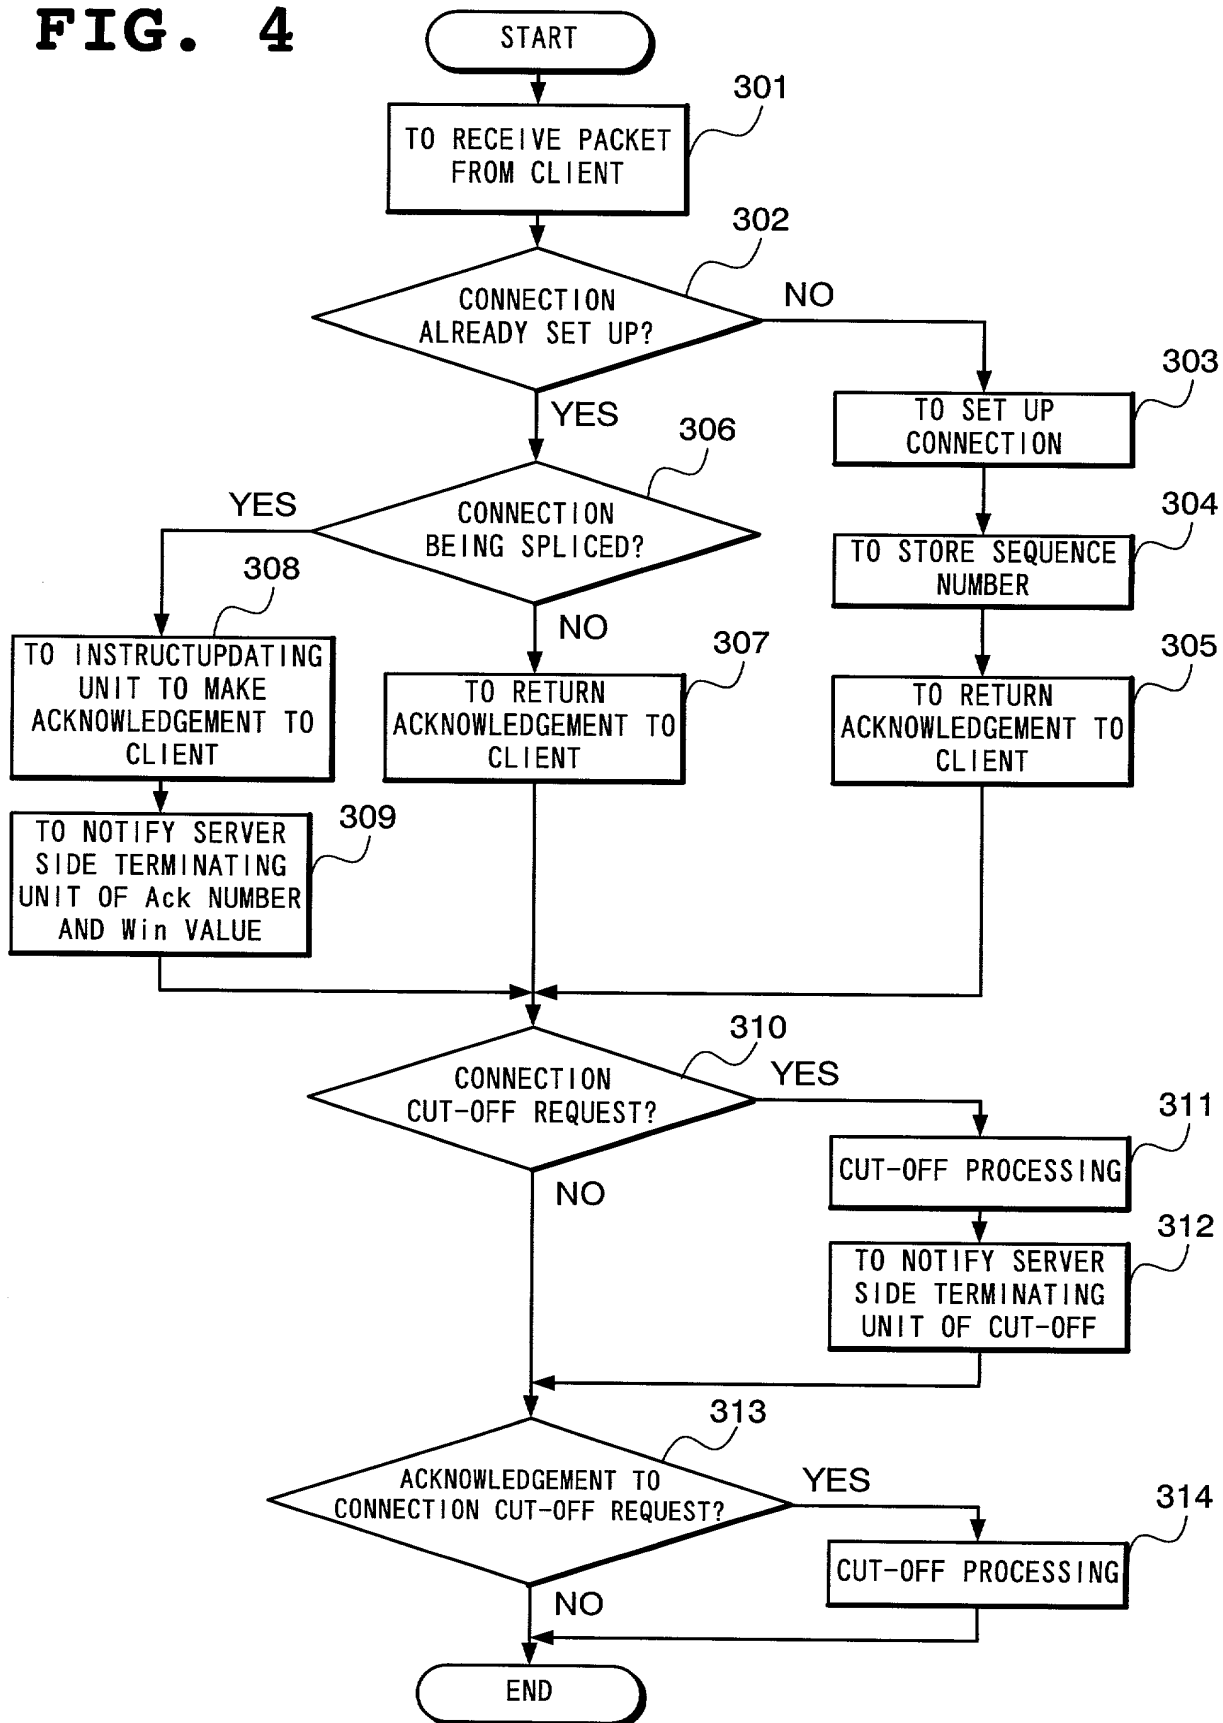 FIG. 4
START
301
TO RECEIVE PACKET
FROM CLIENT
302
CONNECTION
ALREADY SET UP?
NO
YES
303
TO SET UP
CONNECTION
304
TO STORE SEQUENCE
NUMBER
305
TO RETURN
ACKNOWLEDGEMENT TO
CLIENT
306
CONNECTION
BEING SPLICED?
YES
NO
307
TO RETURN
ACKNOWLEDGEMENT TO
CLIENT
308
TO INSTRUCTUPDATING
UNIT TO MAKE
ACKNOWLEDGEMENT TO
CLIENT
309
TO NOTIFY SERVER
SIDE TERMINATING
UNIT OF Ack NUMBER
AND Win VALUE
310
CONNECTION
CUT-OFF REQUEST?
YES
NO
311
CUT-OFF PROCESSING
312
TO NOTIFY SERVER
SIDE TERMINATING
UNIT OF CUT-OFF
313
ACKNOWLEDGEMENT TO
CONNECTION CUT-OFF REQUEST?
YES
NO
314
CUT-OFF PROCESSING
END